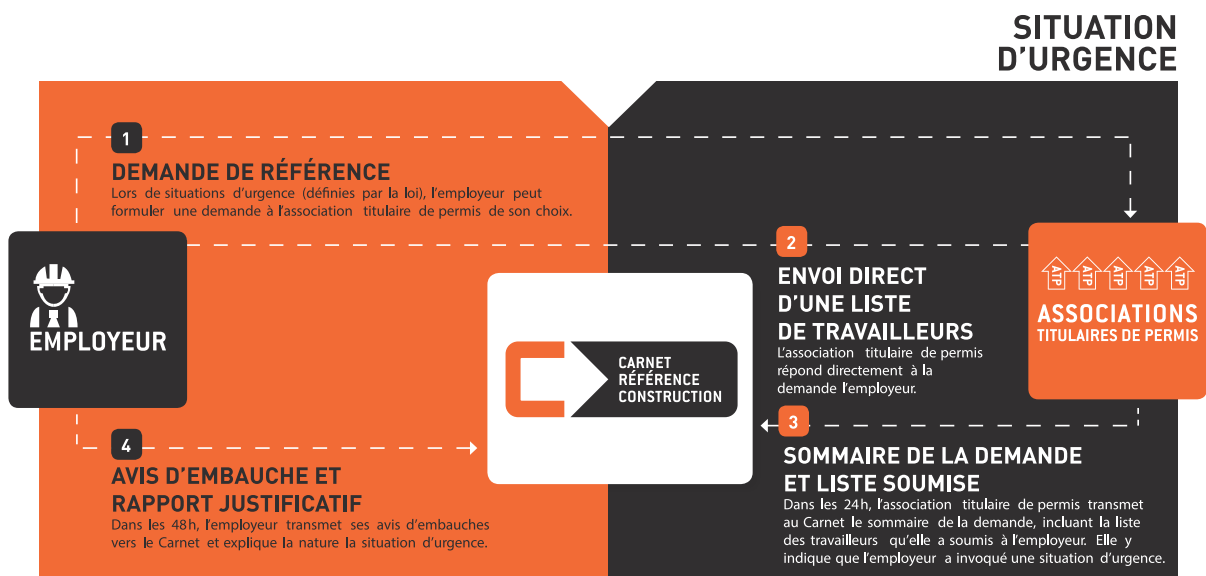 SITUATION
D'URGENCE
1
DEMANDE DE RÉFÉRENCE
Lors de situations d'urgence (définies par la loi), l'employeur peut
formuler une demande à l'association titulaire de permis de son choix.
EMPLOYEUR
2
ENVOI DIRECT
D'UNE LISTE
DE TRAVAILLEURS
L'association titulaire de permis
répond directement à la
demande l'employeur.
ATP ATP ATP ATP ATP
ASSOCIATIONS
TITULAIRES DE PERMIS
CARNET
RÉFÉRENCE
CONSTRUCTION
3
SOMMAIRE DE LA DEMANDE
ET LISTE SOUMISE
Dans les 24h, l'association titulaire de permis transmet
au Carnet le sommaire de la demande, incluant la liste
des travailleurs qu'elle a soumis à l'employeur. Elle y
indique que l'employeur a invoqué une situation d'urgence.
4
AVIS D'EMBAUCHE ET
RAPPORT JUSTIFICATIF
Dans les 48h, l'employeur transmet ses avis d'embauches
vers le Carnet et explique la nature la situation d'urgence.